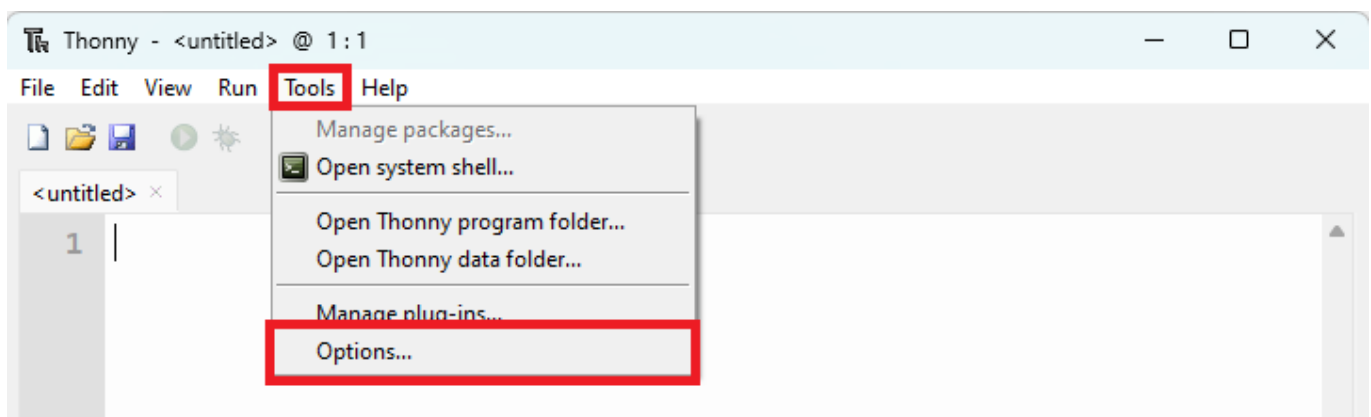 Thonny - <untitled> @ 1:1
File Edit View Run Tools Help
Manage packages...
Open system shell...
<untitled>
Open Thonny program folder...
1
Open Thonny data folder...
Manage plug-ins...
Options...